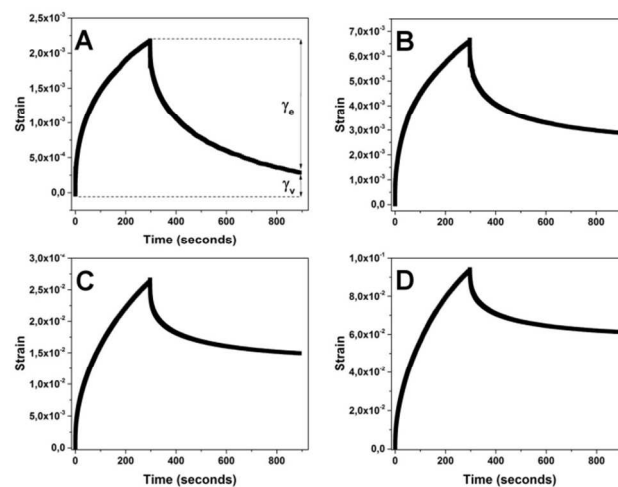 A
2,5x10⁻³
2,0x10⁻³
1,5x10⁻³
1,0x10⁻³
5,0x10⁻⁴
0,0
Strain
γe
γv
0 200 400 600 800
Time (seconds)
B
7,0x10⁻³
6,0x10⁻³
5,0x10⁻³
4,0x10⁻³
3,0x10⁻³
2,0x10⁻³
1,0x10⁻³
0,0
Strain
0 200 400 600 800
Time (seconds)
C
3,0x10⁻²
2,5x10⁻²
2,0x10⁻²
1,5x10⁻²
1,0x10⁻²
5,0x10⁻³
0,0
Strain
0 200 400 600 800
Time (seconds)
D
1,0x10⁻¹
8,0x10⁻²
6,0x10⁻²
4,0x10⁻²
2,0x10⁻²
0,0
Strain
0 200 400 600 800
Time (seconds)